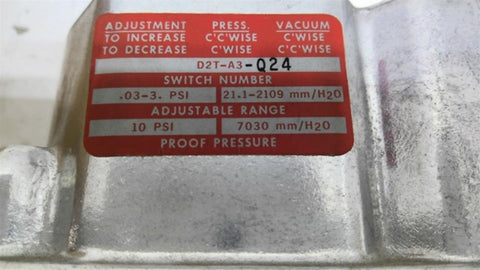 ADJUSTMENT PRESS. VACUUM
TO INCREASE C'C'WISE C'WISE
TO DECREASE C'WISE C'C'WISE
D2T-A3-Q24
SWITCH NUMBER
.03-3. PSI 21.1-2109 mm/H2O
ADJUSTABLE RANGE
10 PSI 7030 mm/H2O
PROOF PRESSURE